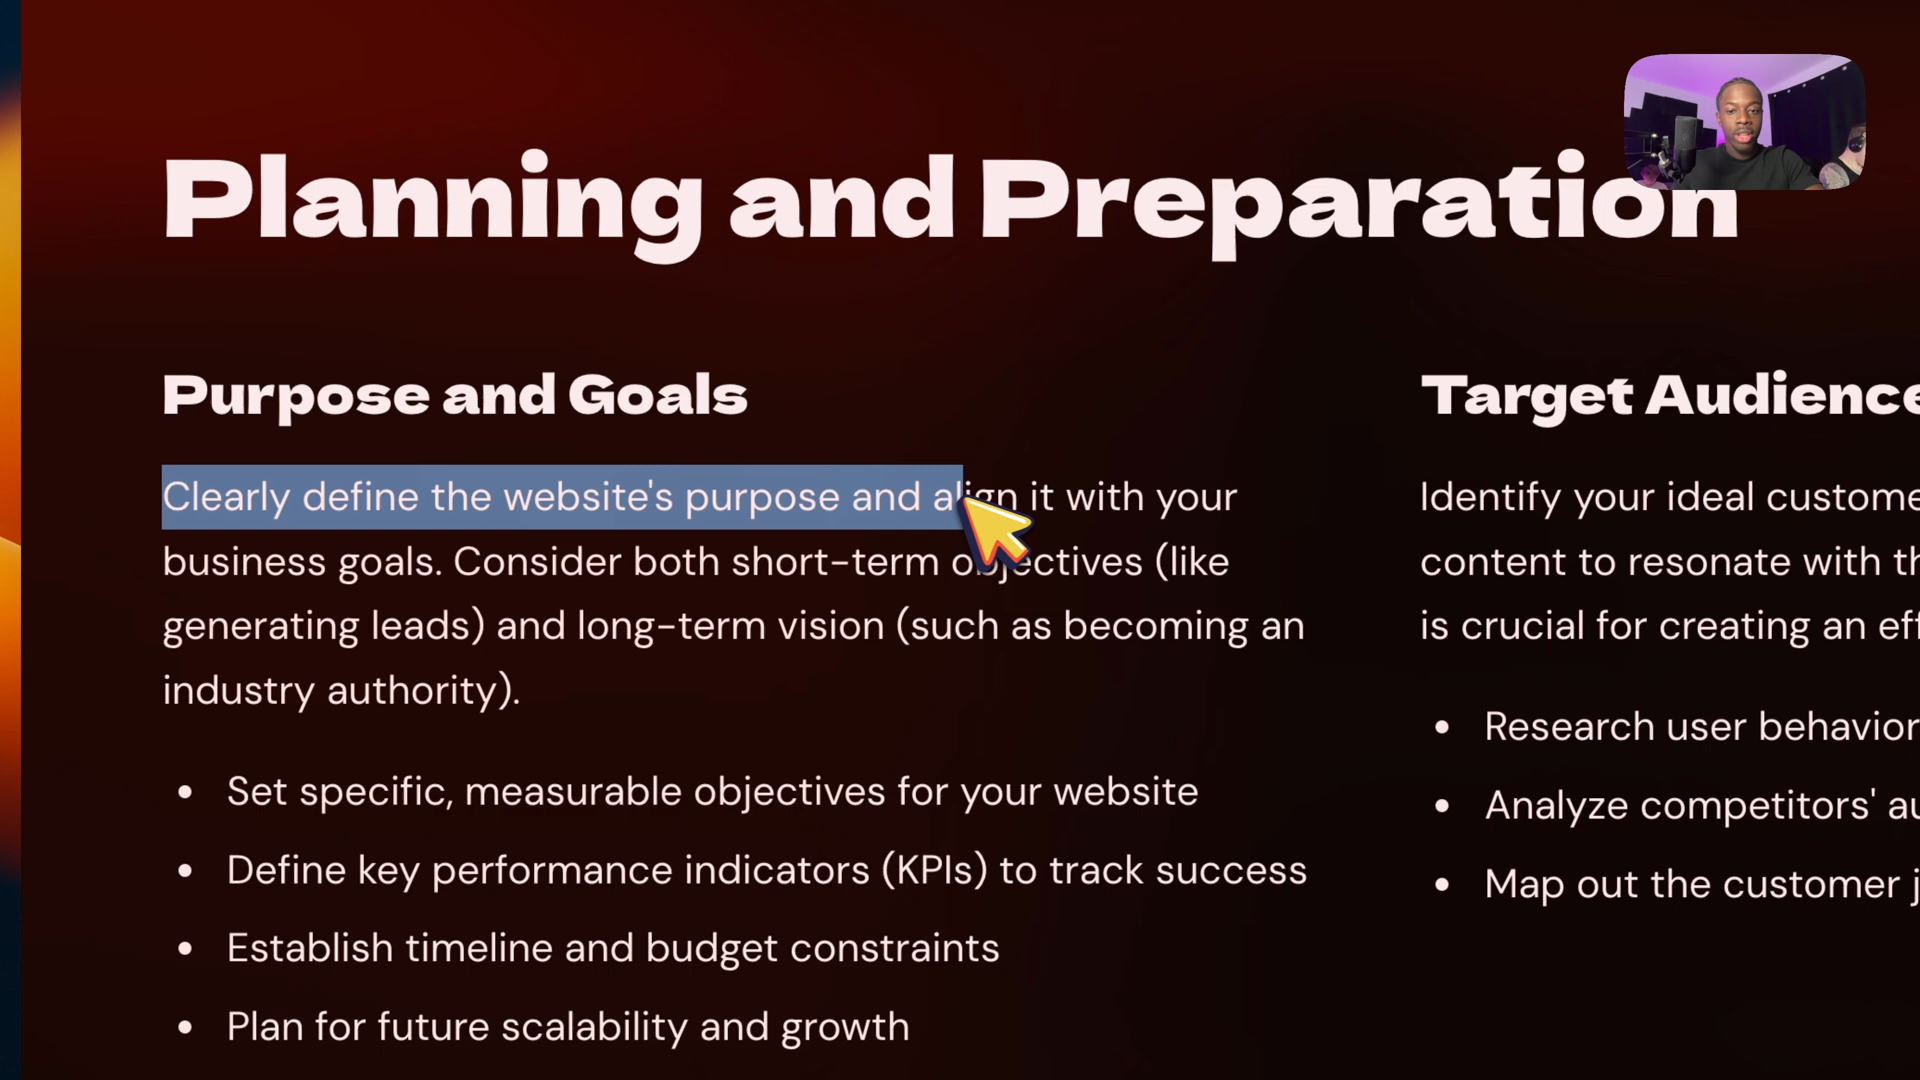 Planning and Preparation
Purpose and Goals
Clearly define the website's purpose and align it with your
business goals. Consider both short-term objectives (like
generating leads) and long-term vision (such as becoming an
industry authority).
• Set specific, measurable objectives for your website
• Define key performance indicators (KPIs) to track success
• Establish timeline and budget constraints
• Plan for future scalability and growth
Target Audience
Identify your ideal custome
content to resonate with th
is crucial for creating an eff
• Research user behavior
• Analyze competitors' au
• Map out the customer j